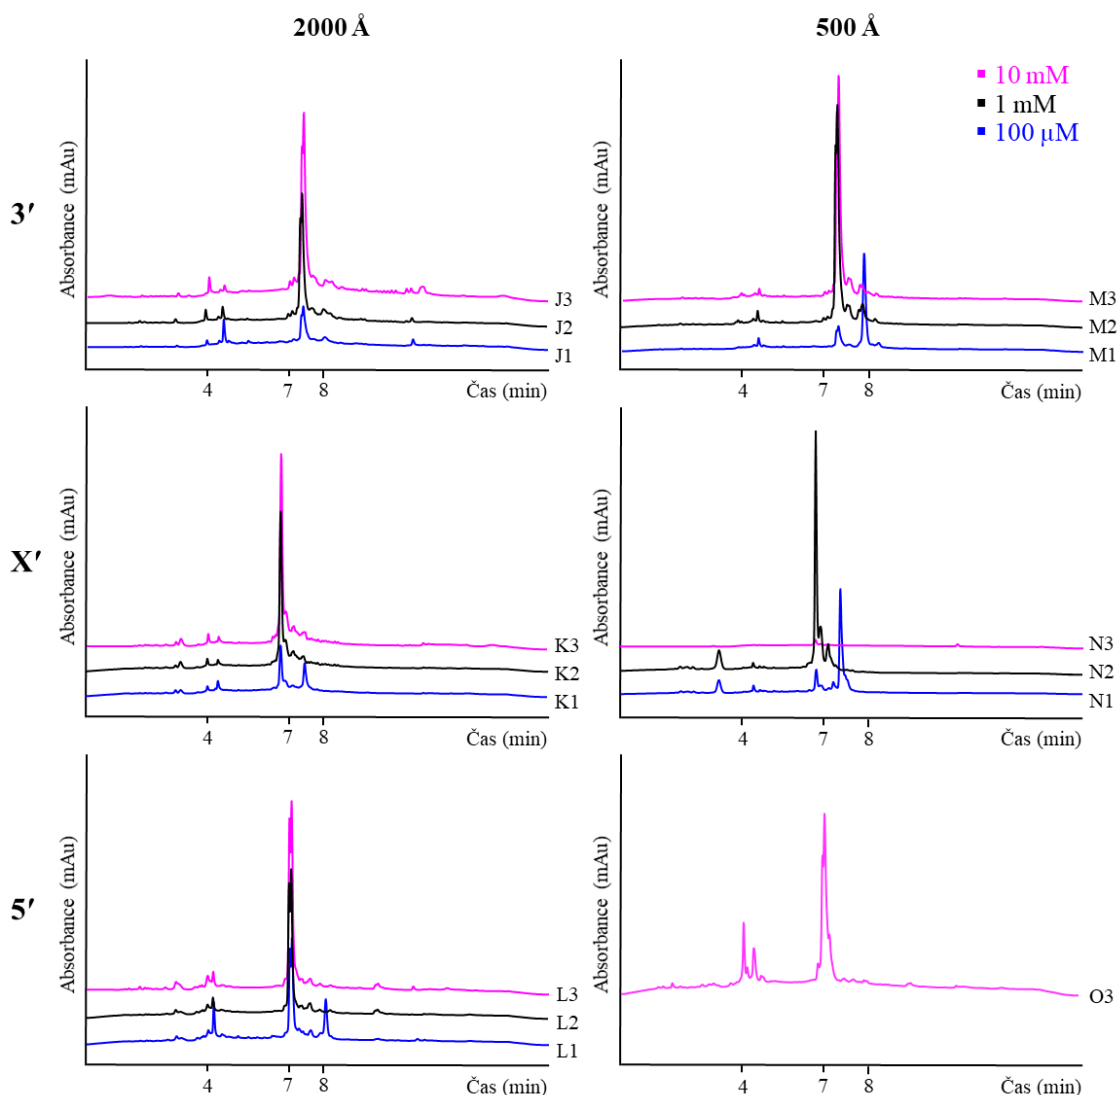 2000 Å
500 Å
10 mM
1 mM
100 µM
3′
Absorbance (mAu)
J3
J2
J1
4 7 8 Čas (min)
Absorbance (mAu)
M3
M2
M1
4 7 8 Čas (min)
X′
Absorbance (mAu)
K3
K2
K1
4 7 8 Čas (min)
Absorbance (mAu)
N3
N2
N1
4 7 8 Čas (min)
5′
Absorbance (mAu)
L3
L2
L1
4 7 8 Čas (min)
Absorbance (mAu)
O3
4 7 8 Čas (min)